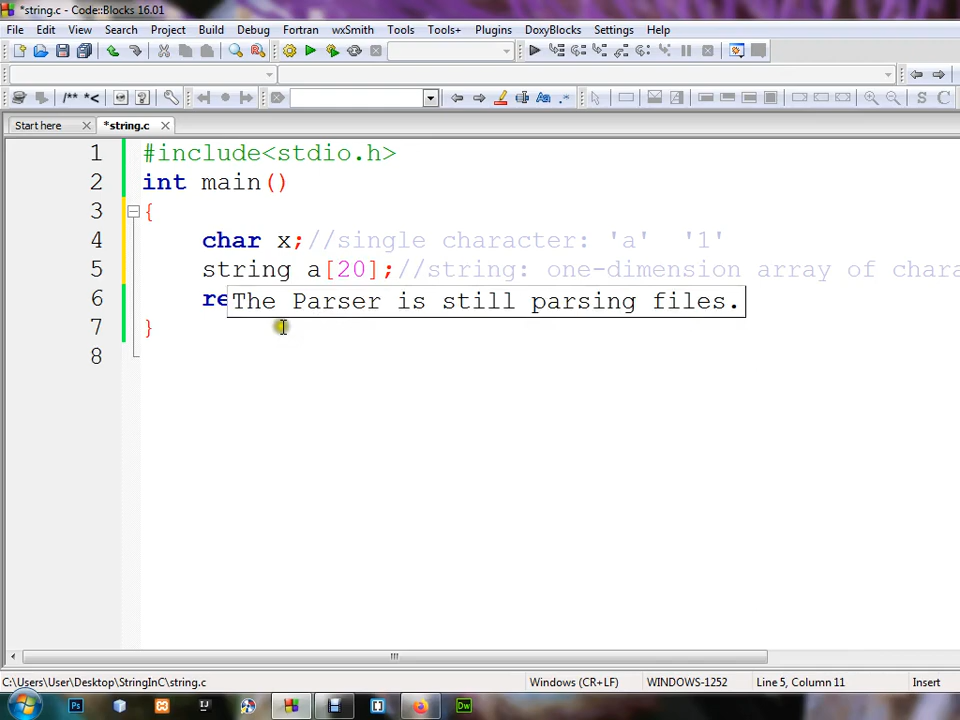 *string.c - Code::Blocks 16.01
File Edit View Search Project Build Debug Fortran wxSmith Tools Tools+ Plugins DoxyBlocks Settings Help
/** *<
S C
Start here *string.c
1 #include<stdio.h>
2 int main()
3 {
4 char x;//single character: 'a' '1'
5 string a[20];//string: one-dimension array of chara
6 re
The Parser is still parsing files.
7 }
8
C:\Users\User\Desktop\StringInC\string.c Windows (CR+LF) WINDOWS-1252 Line 5, Column 11 Insert
Ps IJ Dw